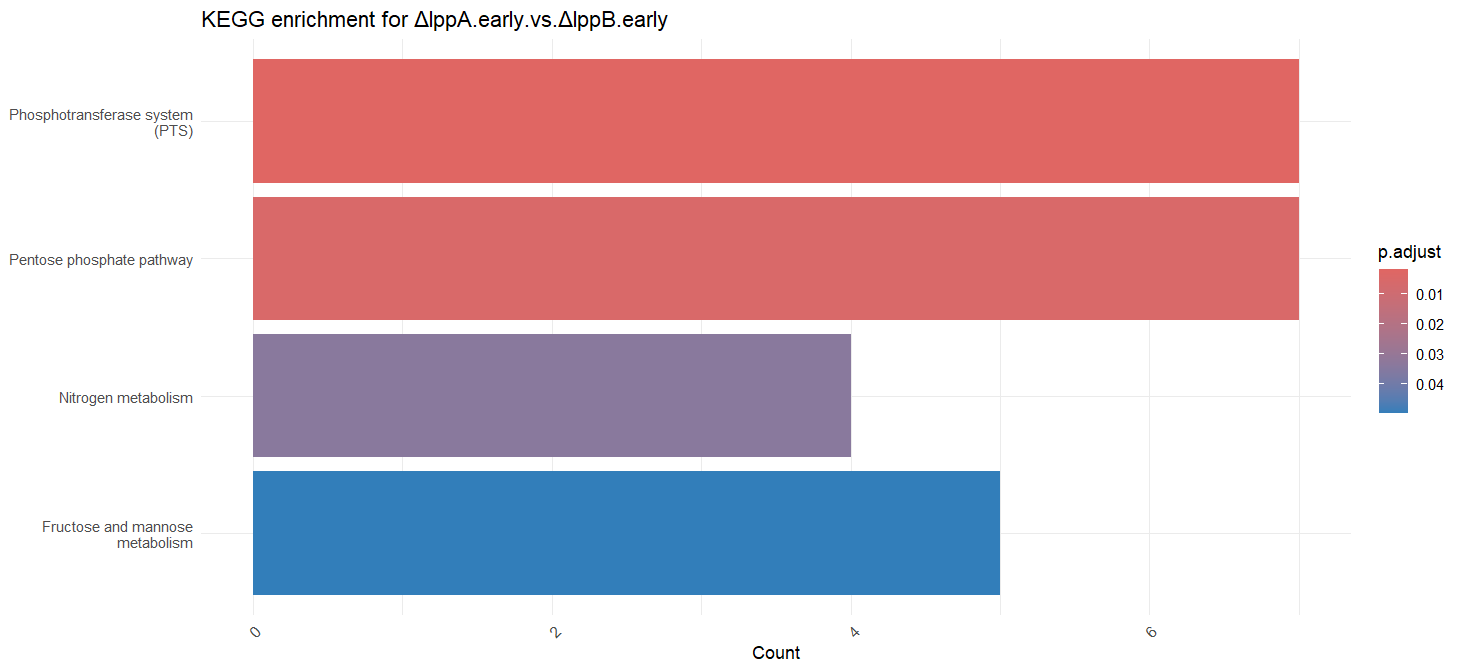 KEGG enrichment for ΔlppA.early.vs.ΔlppB.early
Phosphotransferase system
(PTS)
Pentose phosphate pathway
Nitrogen metabolism
Fructose and mannose
metabolism
0
2
4
6
Count
p.adjust
0.01
0.02
0.03
0.04